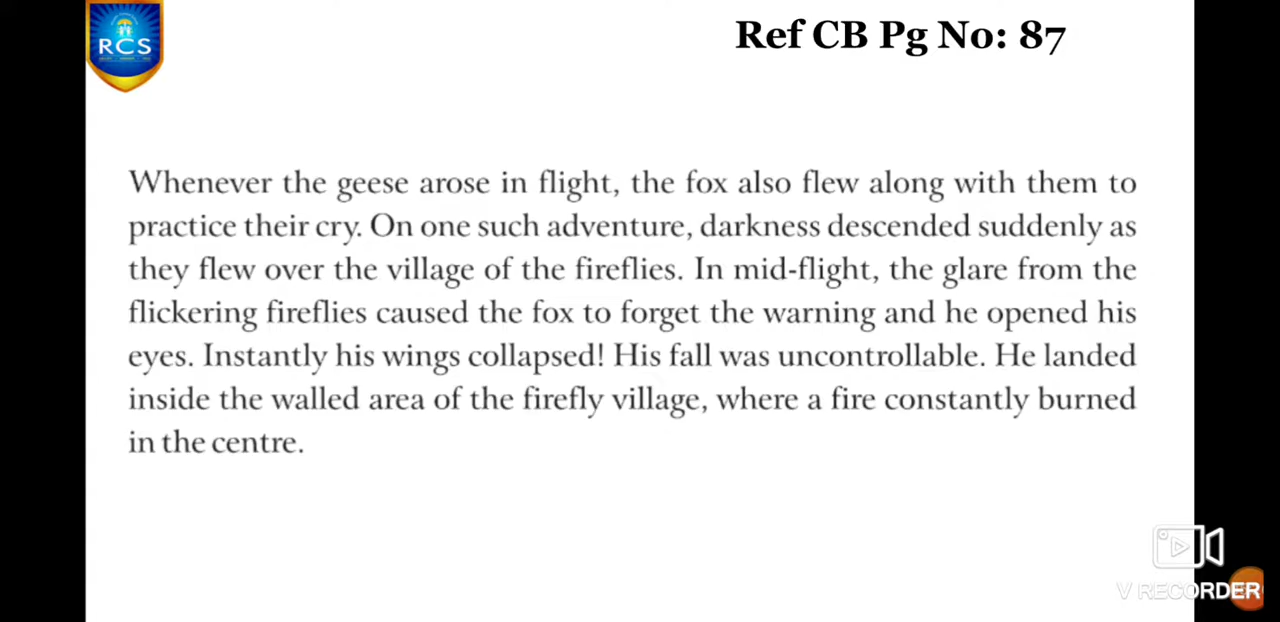 RCS
Ref CB Pg No: 87
Whenever the geese arose in flight, the fox also flew along with them to
practice their cry. On one such adventure, darkness descended suddenly as
they flew over the village of the fireflies. In mid-flight, the glare from the
flickering fireflies caused the fox to forget the warning and he opened his
eyes. Instantly his wings collapsed! His fall was uncontrollable. He landed
inside the walled area of the firefly village, where a fire constantly burned
in the centre.
V RECORDER